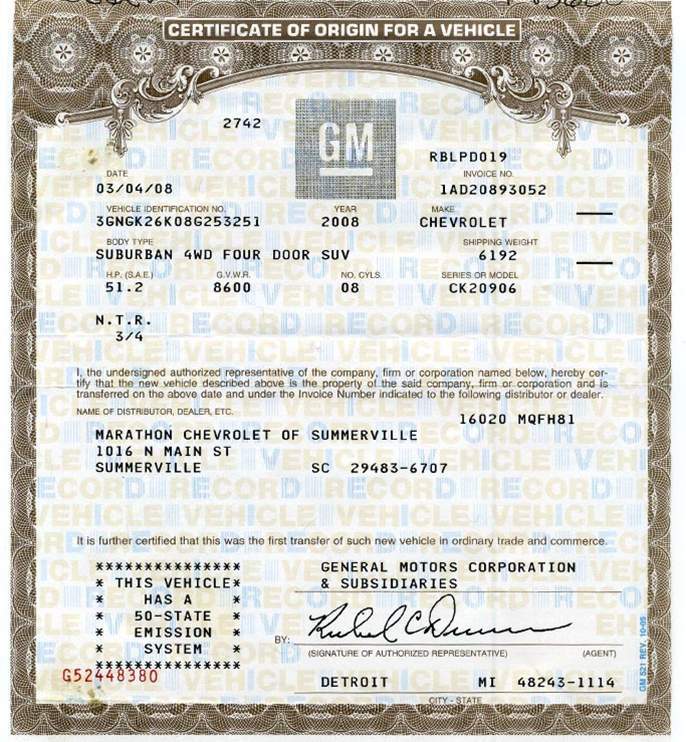 CERTIFICATE OF ORIGIN FOR A VEHICLE
2742
GM
RBLPD019
DATE INVOICE NO.
03/04/08 1AD20893052
VEHICLE IDENTIFICATION NO. YEAR MAKE
3GNGK26K08G253251 2008 CHEVROLET
BODY TYPE SHIPPING WEIGHT
SUBURBAN 4WD FOUR DOOR SUV 6192
H.P. (S.A.E.) G.V.W.R. NO. CYLS. SERIES OR MODEL
51.2 8600 08 CK20906
N.T.R.
3/4
I, the undersigned authorized representative of the company, firm or corporation named below, hereby cer-
tify that the new vehicle described above is the property of the said company, firm or corporation and is
transferred on the above date and under the Invoice Number indicated to the following distributor or dealer.
NAME OF DISTRIBUTOR, DEALER, ETC.
16020 MQFH81
MARATHON CHEVROLET OF SUMMERVILLE
1016 N MAIN ST
SUMMERVILLE SC 29483-6707
It is further certified that this was the first transfer of such new vehicle in ordinary trade and commerce.
***************
* THIS VEHICLE*
* HAS A *
* 50-STATE *
* EMISSION *
* SYSTEM *
***************
G52448380
GENERAL MOTORS CORPORATION
& SUBSIDIARIES
BY:
(SIGNATURE OF AUTHORIZED REPRESENTATIVE) (AGENT)
DETROIT MI 48243-1114
CITY - STATE
GM 521 REV. 10-05